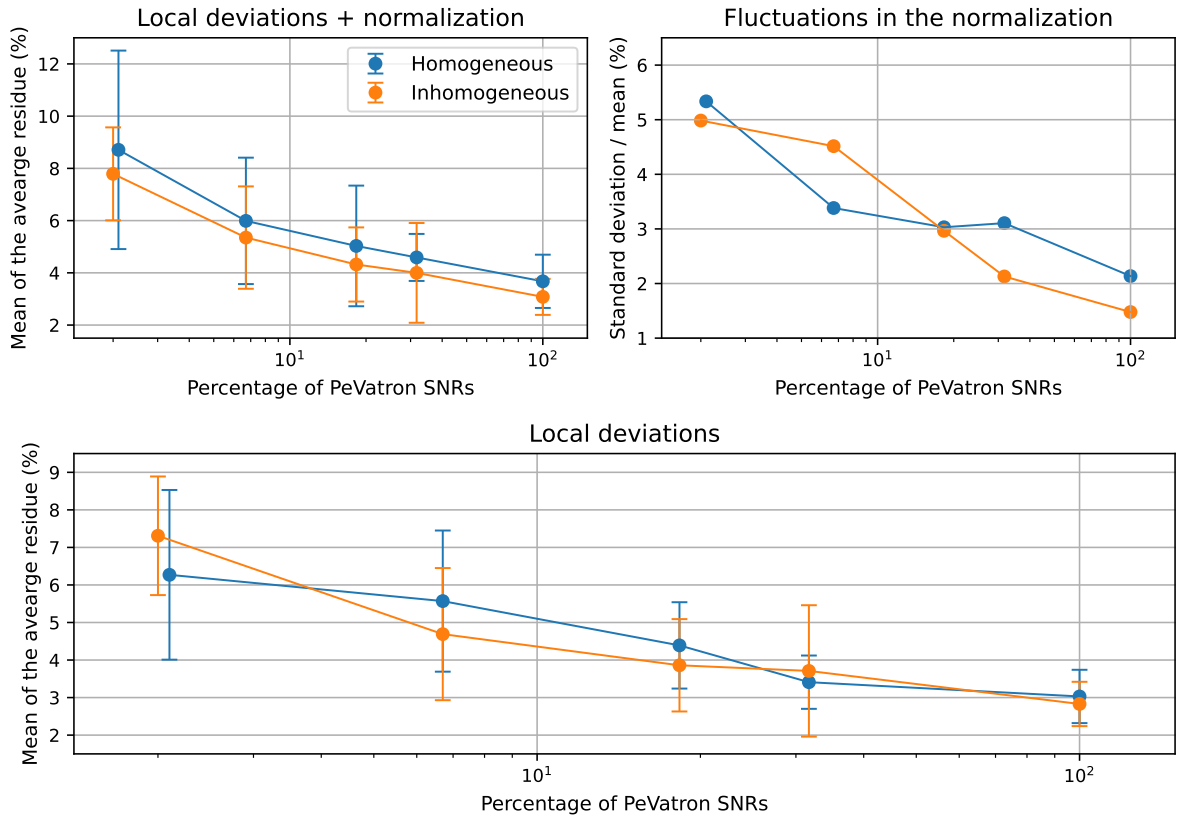 Local deviations + normalization
Mean of the avearge residue (%)
12
10
8
6
4
2
Homogeneous
Inhomogeneous
10¹
10²
Percentage of PeVatron SNRs
Fluctuations in the normalization
Standard deviation / mean (%)
6
5
4
3
2
1
10¹
10²
Percentage of PeVatron SNRs
Local deviations
Mean of the avearge residue (%)
9
8
7
6
5
4
3
2
10¹
10²
Percentage of PeVatron SNRs